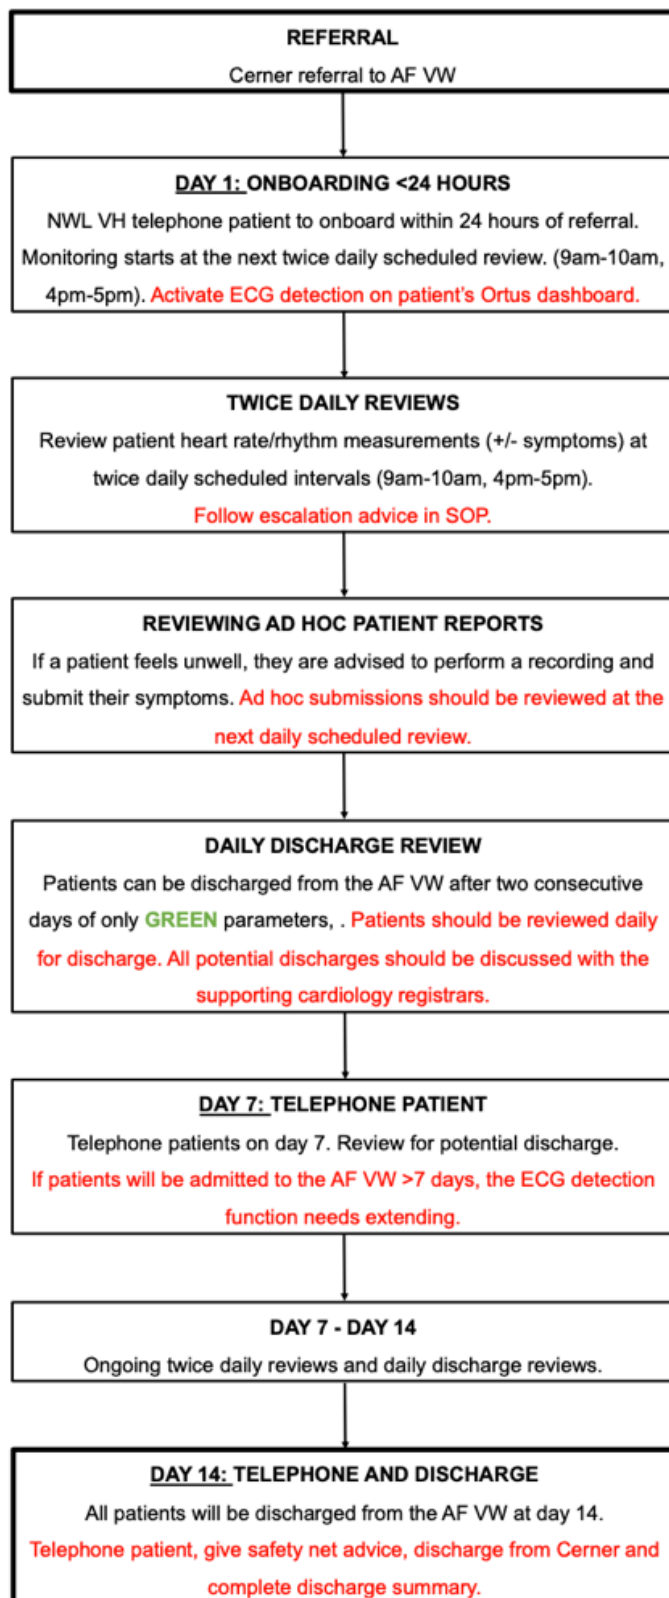 REFERRAL
Cerner referral to AF VW
DAY 1: ONBOARDING <24 HOURS
NWL VH telephone patient to onboard within 24 hours of referral.
Monitoring starts at the next twice daily scheduled review. (9am-10am,
4pm-5pm). Activate ECG detection on patient's Ortus dashboard.
TWICE DAILY REVIEWS
Review patient heart rate/rhythm measurements (+/- symptoms) at
twice daily scheduled intervals (9am-10am, 4pm-5pm).
Follow escalation advice in SOP.
REVIEWING AD HOC PATIENT REPORTS
If a patient feels unwell, they are advised to perform a recording and
submit their symptoms. Ad hoc submissions should be reviewed at the
next daily scheduled review.
DAILY DISCHARGE REVIEW
Patients can be discharged from the AF VW after two consecutive
days of only GREEN parameters, . Patients should be reviewed daily
for discharge. All potential discharges should be discussed with the
supporting cardiology registrars.
DAY 7: TELEPHONE PATIENT
Telephone patients on day 7. Review for potential discharge.
If patients will be admitted to the AF VW >7 days, the ECG detection
function needs extending.
DAY 7 - DAY 14
Ongoing twice daily reviews and daily discharge reviews.
DAY 14: TELEPHONE AND DISCHARGE
All patients will be discharged from the AF VW at day 14.
Telephone patient, give safety net advice, discharge from Cerner and
complete discharge summary.